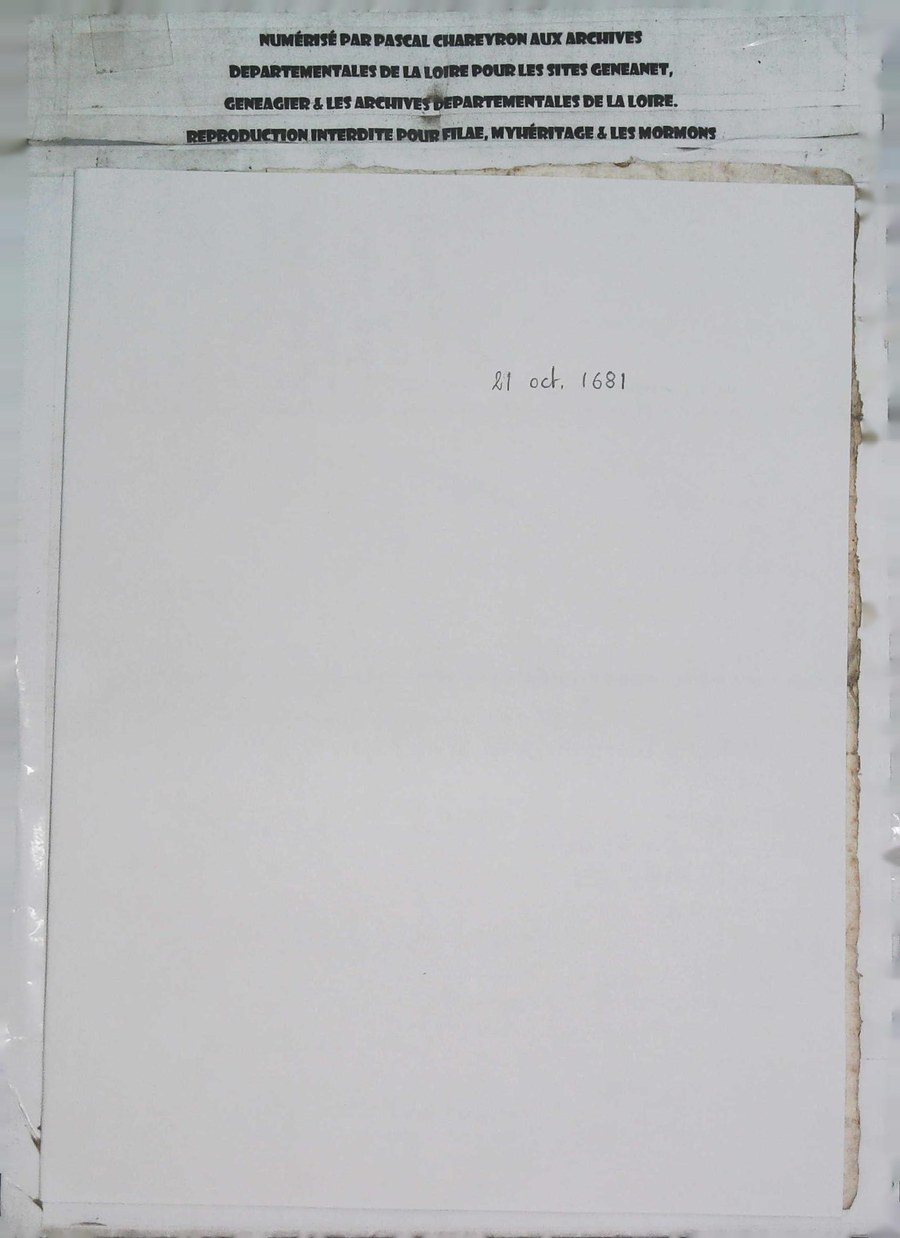 NUMÉRISÉ PAR PASCAL CHAREYRON AUX ARCHIVES
DEPARTEMENTALES DE LA LOIRE POUR LES SITES GENEANET,
GENEAGIER & LES ARCHIVES DEPARTEMENTALES DE LA LOIRE.
REPRODUCTION INTERDITE POUR FILAE, MYHÉRITAGE & LES MORMONS
21 oct. 1681